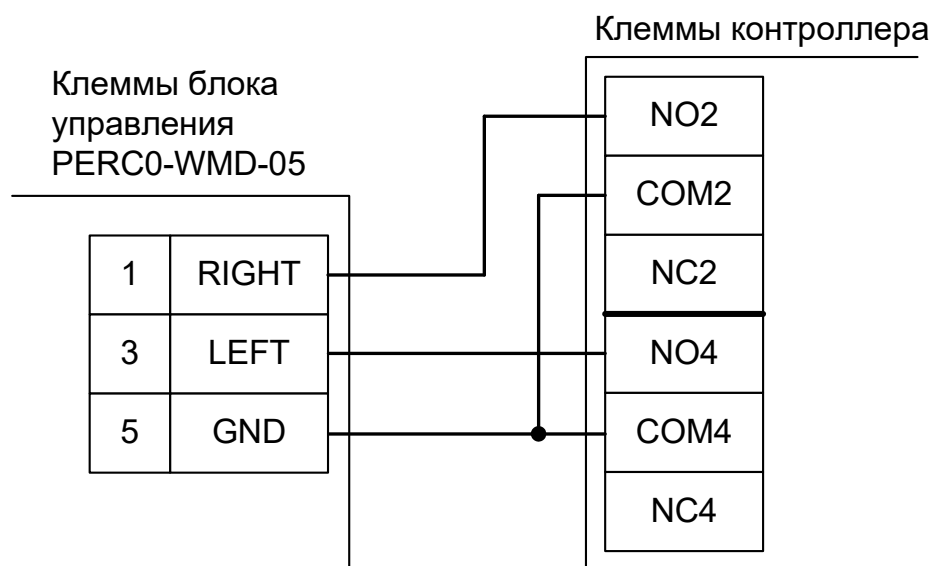 Клеммы контроллера
Клеммы блока
управления
PERC0-WMD-05
1 RIGHT
3 LEFT
5 GND
NO2
COM2
NC2
NO4
COM4
NC4